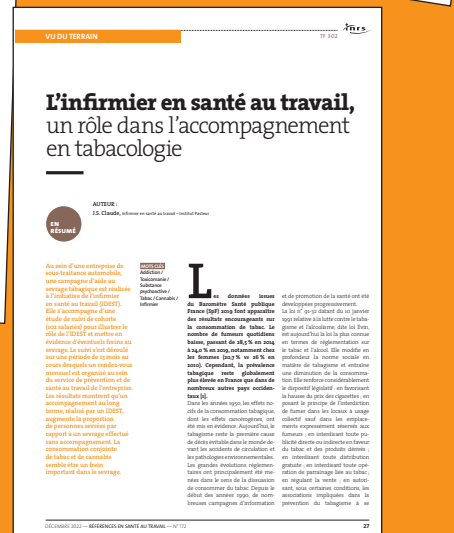 inrs
VU DU TERRAIN
TF 302
L'infirmier en santé au travail,
un rôle dans l'accompagnement
en tabacologie
AUTEUR :
J.S. Claude, infirmier en santé au travail – Institut Pasteur
EN
RÉSUMÉ
Au sein d'une entreprise de
sous-traitance automobile,
une campagne d'aide au
sevrage tabagique est réalisée
à l'initiative de l'infirmier
en santé au travail (IDEST).
Elle s'accompagne d'une
étude de suivi de cohorte
(102 salariés) pour illustrer le
rôle de l'IDEST et mettre en
évidence d'éventuels freins au
sevrage. Le suivi s'est déroulé
sur une période de 13 mois au
cours desquels un rendez-vous
mensuel est organisé au sein
du service de prévention et de
santé au travail de l'entreprise.
Les résultats montrent qu'un
accompagnement au long
terme, réalisé par un IDEST,
augmente la proportion
de personnes sevrées par
rapport à un sevrage effectué
sans accompagnement. La
consommation conjointe
de tabac et de cannabis
semble être un frein
important dans le sevrage.
MOTS CLÉS
Addiction /
Toxicomanie /
Substance
psychoactive /
Tabac / Cannabis /
Infirmier
Les données issues
du Baromètre Santé publique
France (SpF) 2019 font apparaître
des résultats encourageants sur
la consommation de tabac. Le
nombre de fumeurs quotidiens
baisse, passant de 28,5 % en 2014
à 24,0 % en 2019, notamment chez
les femmes (20,7 % vs 26 % en
2010). Cependant, la prévalence
tabagique reste globalement
plus élevée en France que dans de
nombreux autres pays occiden-
taux [1].
Dans les années 1950, les effets no-
cifs de la consommation tabagique,
dont les effets cancérogènes, ont
été mis en évidence. Aujourd'hui, le
tabagisme reste la première cause
de décès évitable dans le monde de-
vant les accidents de circulation et
les pathologies environnementales.
Les grandes évolutions réglemen-
taires ont principalement été me-
nées dans le sens de la dissuasion
de consommer du tabac. Depuis le
début des années 1990, de nom-
breuses campagnes d'information
et de promotion de la santé ont été
développées progressivement.
La loi n° 91-32 datant du 10 janvier
1991 relative à la lutte contre le taba-
gisme et l'alcoolisme, dite loi Évin,
est aujourd'hui la loi la plus connue
en termes de réglementation sur
le tabac et l'alcool. Elle modifie en
profondeur la norme sociale en
matière de tabagisme et entraîne
une diminution de la consomma-
tion. Elle renforce considérablement
le dispositif législatif : en favorisant
la hausse du prix des cigarettes ; en
posant le principe de l'interdiction
de fumer dans les locaux à usage
collectif sauf dans les emplace-
ments expressément réservés aux
fumeurs ; en interdisant toute pu-
blicité directe ou indirecte en faveur
du tabac et des produits dérivés ;
en interdisant toute distribution
gratuite ; en interdisant toute opé-
ration de parrainage liée au tabac ;
en régulant la vente ; en autori-
sant, sous certaines conditions, les
associations impliquées dans la
prévention du tabagisme à se
DÉCEMBRE 2022 — RÉFÉRENCES EN SANTÉ AU TRAVAIL — N° 172
27